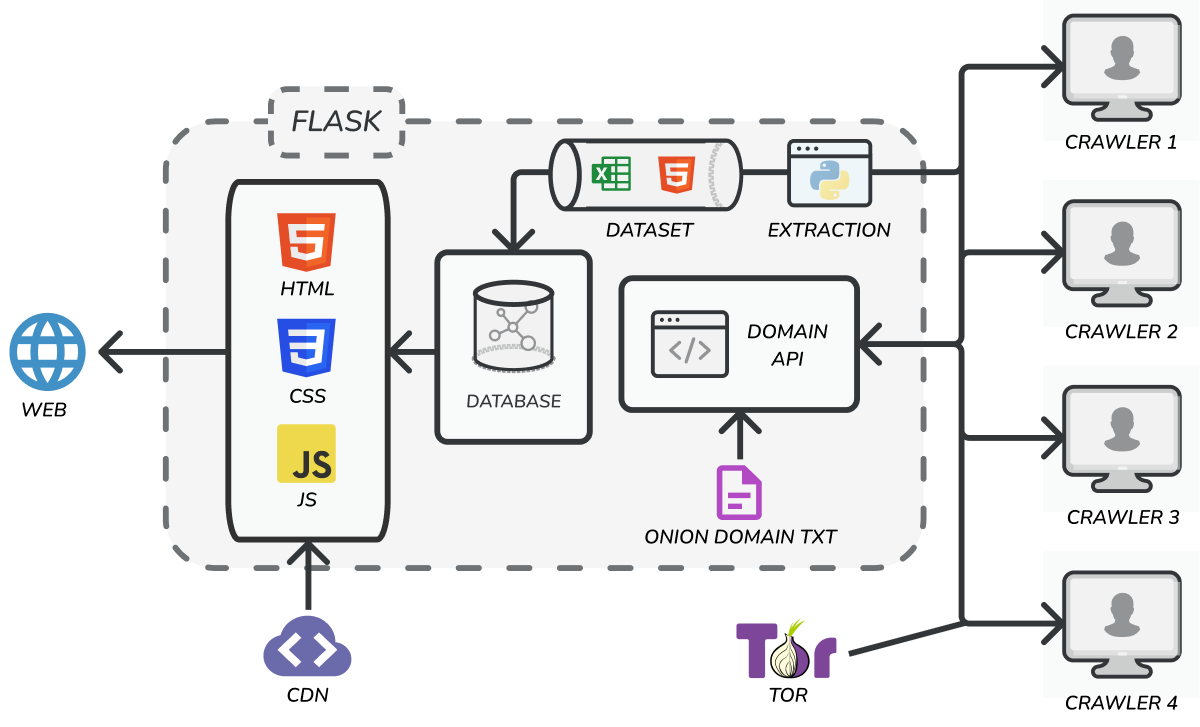 FLASK
CRAWLER 1
X
DATASET
EXTRACTION
HTML
DOMAIN
API
CRAWLER 2
CSS
DATABASE
WEB
JS
JS
ONION DOMAIN TXT
CRAWLER 3
Tor
CDN
TOR
CRAWLER 4